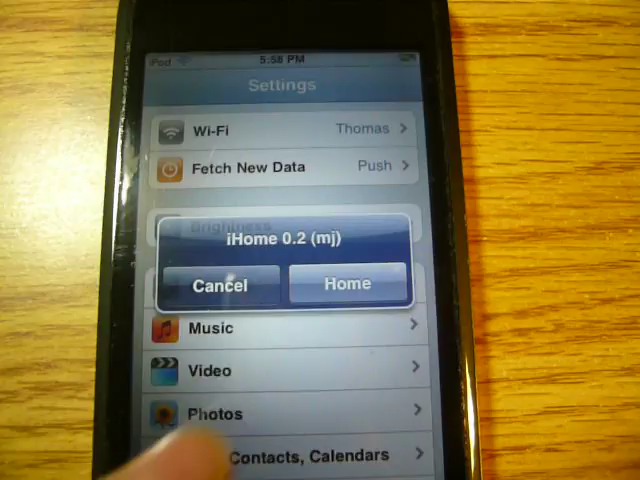 iPod 5:58 PM
Settings
Wi-Fi Thomas
Fetch New Data Push
Brightness
iHome 0.2 (mj)
Cancel Home
Music
Video
Photos
Contacts, Calendars